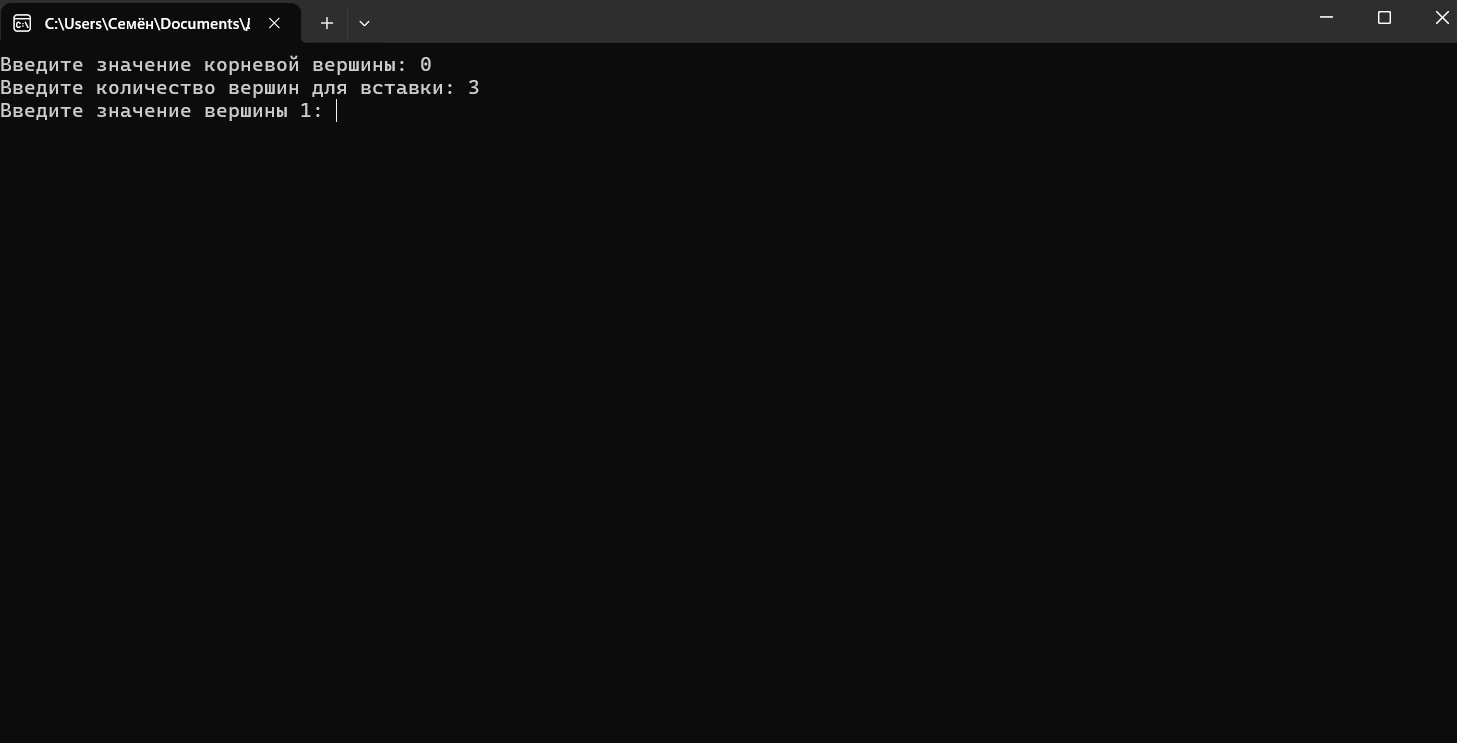 C:\Users\Семён\Documents\
Введите значение корневой вершины: 0
Введите количество вершин для вставки: 3
Введите значение вершины 1: